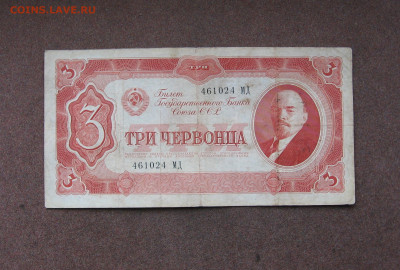 COINS.LAVE.RU
ТРИ
3 3
Билет 461024 МД
Государственного Банка
Союза ССР
3
ТРИ ЧЕРВОНЦА
461024 МД
3 3